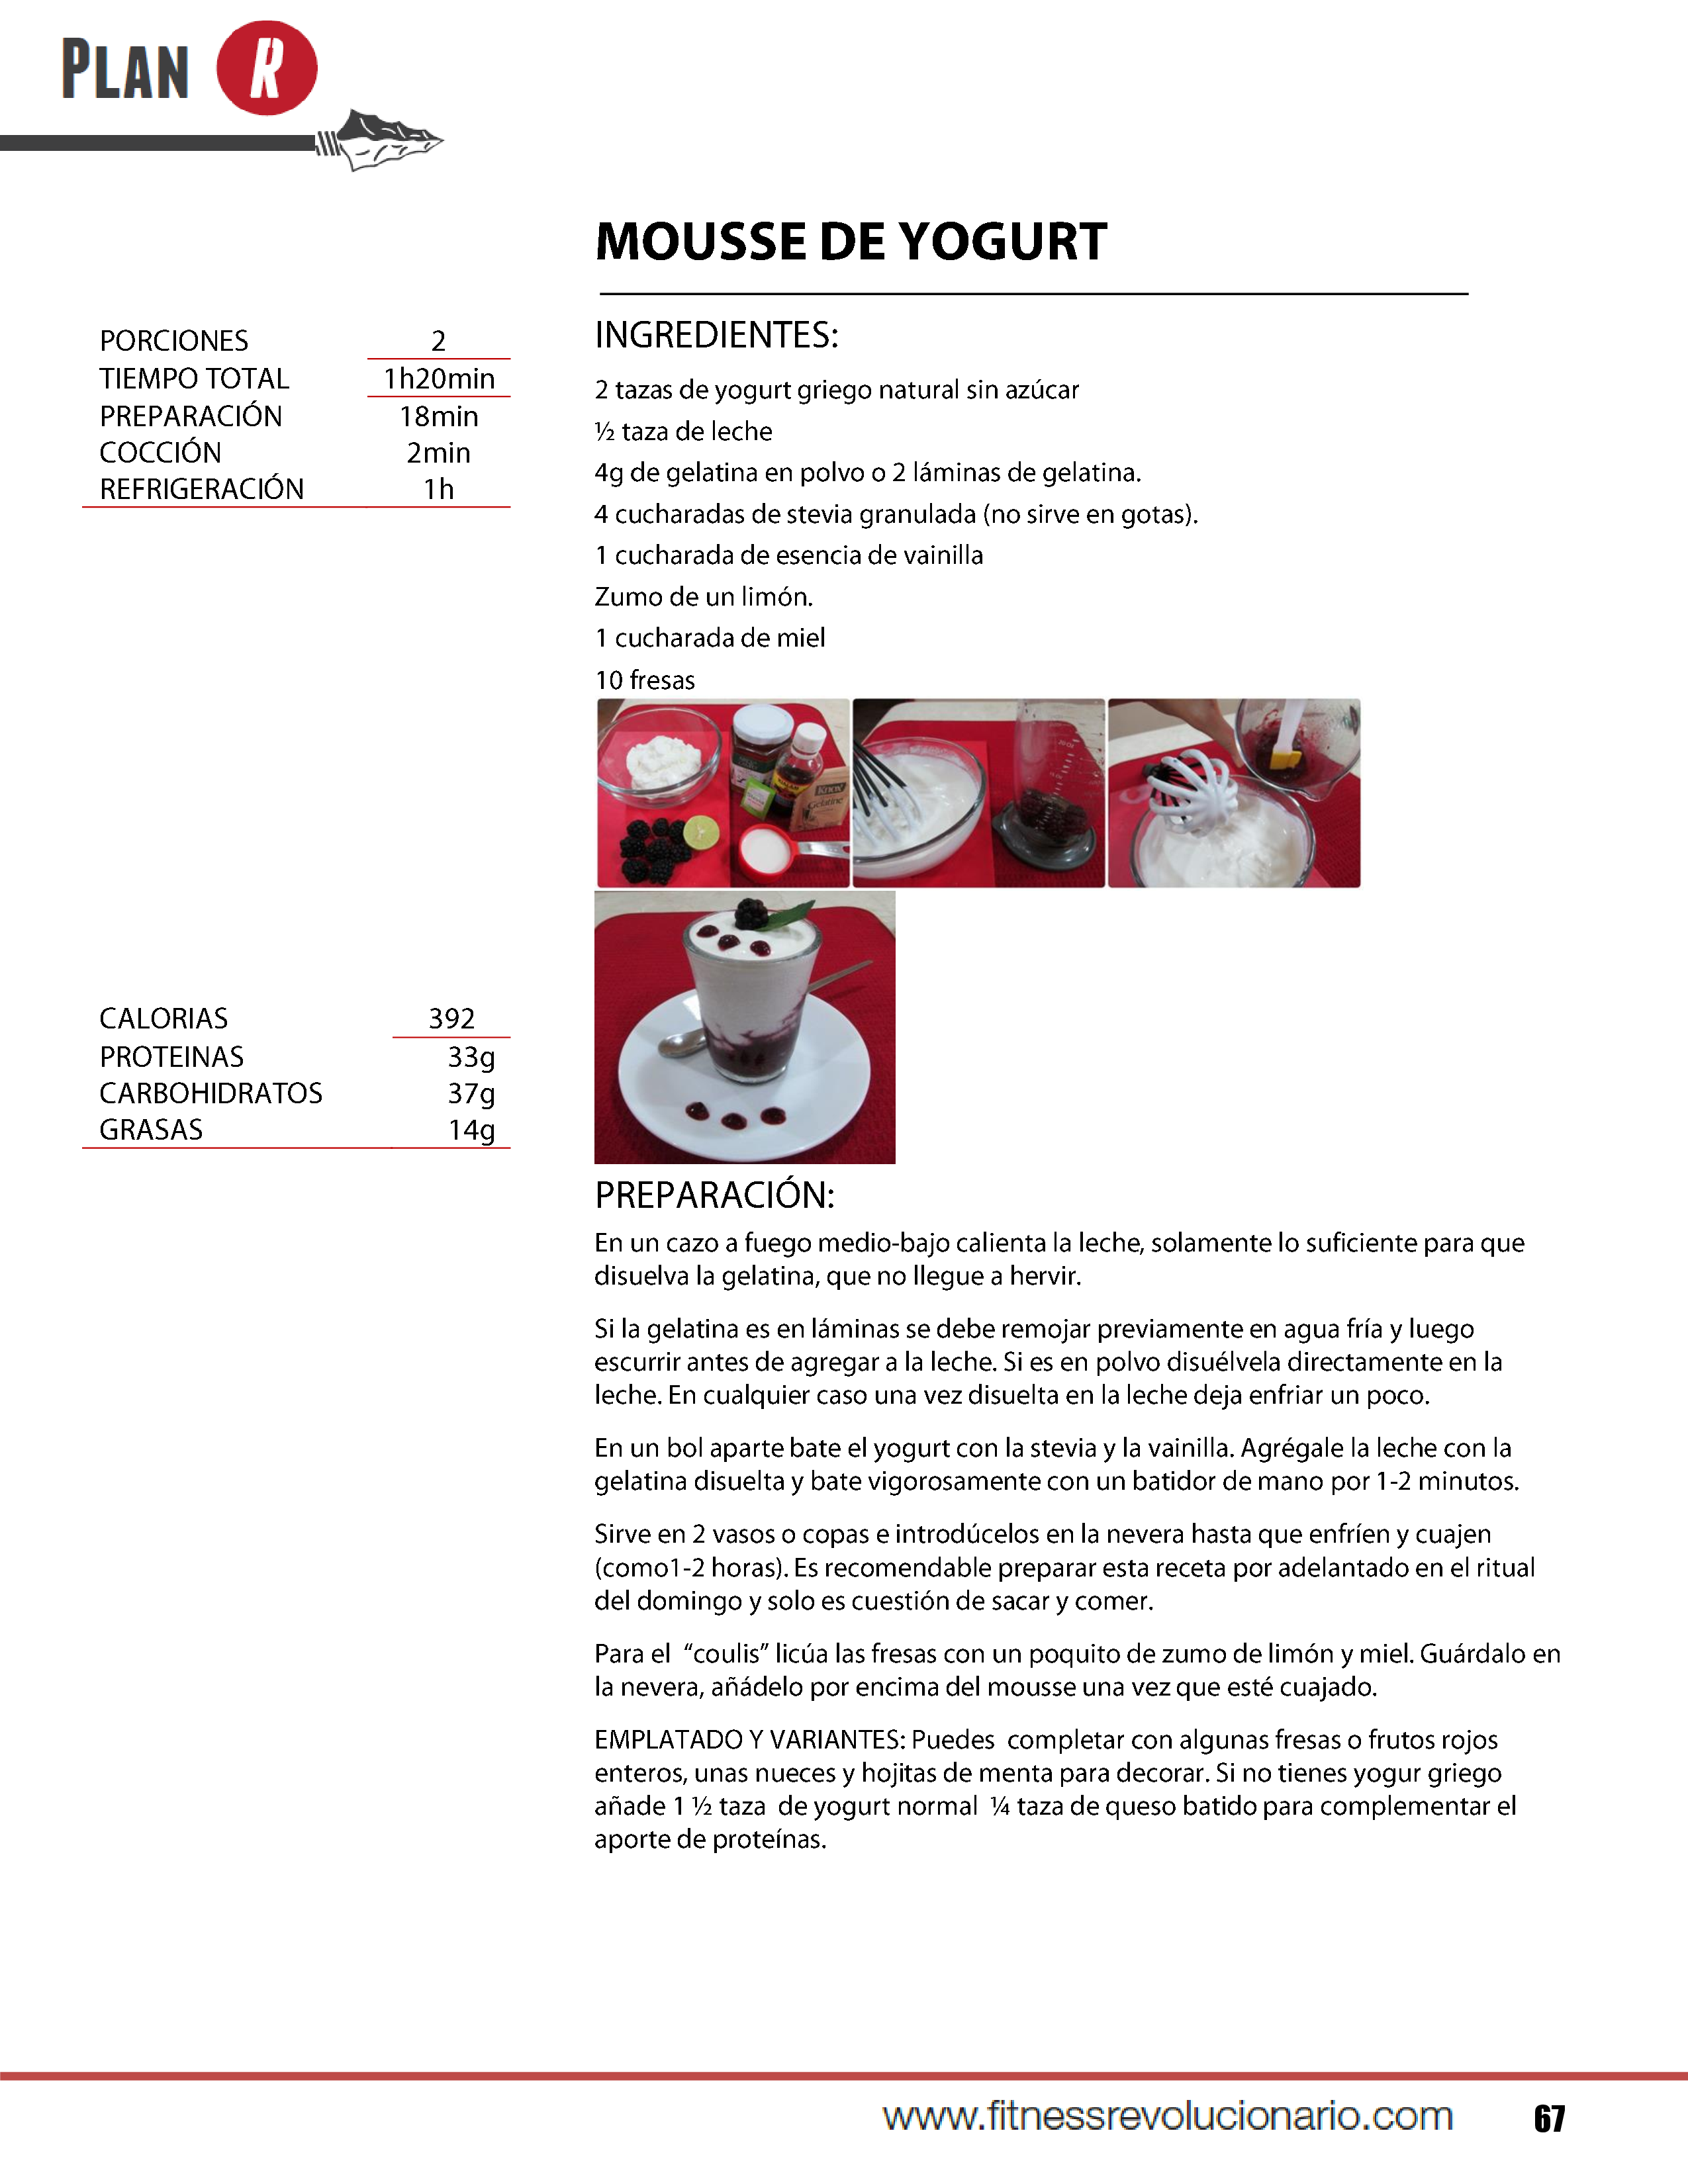 PLAN R
MOUSSE DE YOGURT
PORCIONES 2
TIEMPO TOTAL 1h20min
PREPARACIÓN 18min
COCCIÓN 2min
REFRIGERACIÓN 1h
INGREDIENTES:
2 tazas de yogurt griego natural sin azúcar
½ taza de leche
4g de gelatina en polvo o 2 láminas de gelatina.
4 cucharadas de stevia granulada (no sirve en gotas).
1 cucharada de esencia de vainilla
Zumo de un limón.
1 cucharada de miel
10 fresas
Knox
Gelatine
CALORIAS 392
PROTEINAS 33g
CARBOHIDRATOS 37g
GRASAS 14g
PREPARACIÓN:
En un cazo a fuego medio-bajo calienta la leche, solamente lo suficiente para que
disuelva la gelatina, que no llegue a hervir.
Si la gelatina es en láminas se debe remojar previamente en agua fría y luego
escurrir antes de agregar a la leche. Si es en polvo disuélvela directamente en la
leche. En cualquier caso una vez disuelta en la leche deja enfriar un poco.
En un bol aparte bate el yogurt con la stevia y la vainilla. Agrégale la leche con la
gelatina disuelta y bate vigorosamente con un batidor de mano por 1-2 minutos.
Sirve en 2 vasos o copas e introdúcelos en la nevera hasta que enfríen y cuajen
(como1-2 horas). Es recomendable preparar esta receta por adelantado en el ritual
del domingo y solo es cuestión de sacar y comer.
Para el “coulis” licúa las fresas con un poquito de zumo de limón y miel. Guárdalo en
la nevera, añádelo por encima del mousse una vez que esté cuajado.
EMPLATADO Y VARIANTES: Puedes completar con algunas fresas o frutos rojos
enteros, unas nueces y hojitas de menta para decorar. Si no tienes yogur griego
añade 1 ½ taza de yogurt normal ¼ taza de queso batido para complementar el
aporte de proteínas.
www.fitnessrevolucionario.com 67